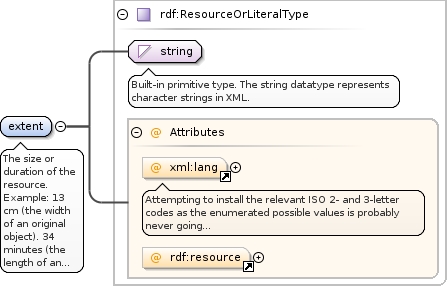 rdf:ResourceOrLiteralType
string
Built-in primitive type. The string datatype represents
character strings in XML.
extent
The size or
duration of the
resource.
Example: 13
cm (the width
of an original
object). 34
minutes (the
length of an...
@ Attributes
@ xml:lang
Attempting to install the relevant ISO 2- and 3-letter
codes as the enumerated possible values is probably
never going...
@ rdf:resource